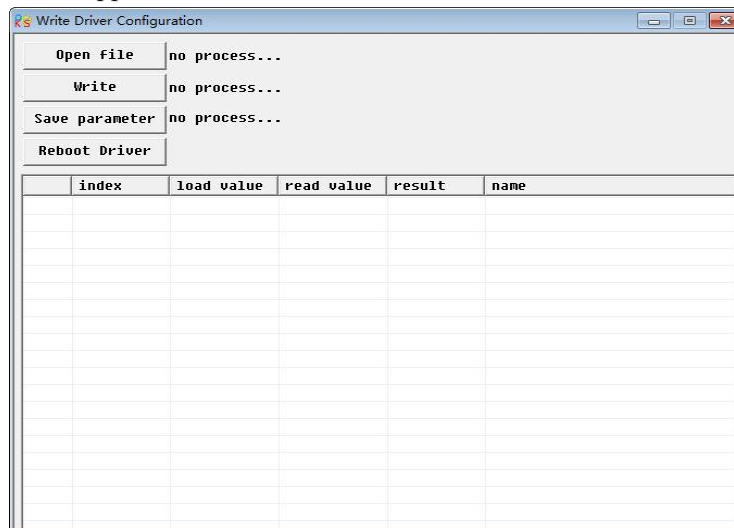 RS Write Driver Configuration
Open file no process...
Write no process...
Save parameter no process...
Reboot Driver
index load value read value result name